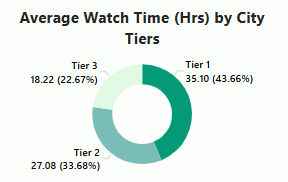 Average Watch Time (Hrs) by City
Tiers
Tier 3
18.22 (22.67%)
Tier 1
35.10 (43.66%)
Tier 2
27.08 (33.68%)